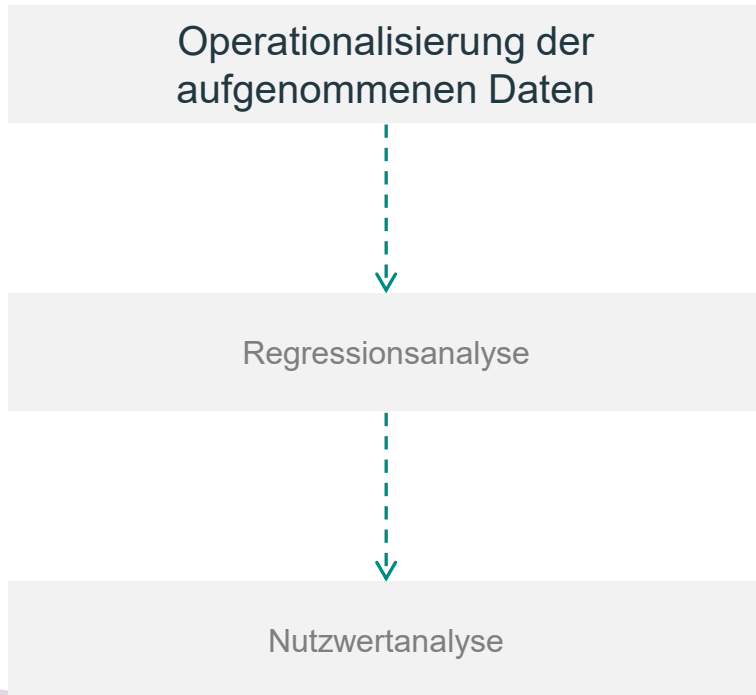 Operationalisierung der
aufgenommenen Daten
Regressionsanalyse
Nutzwertanalyse